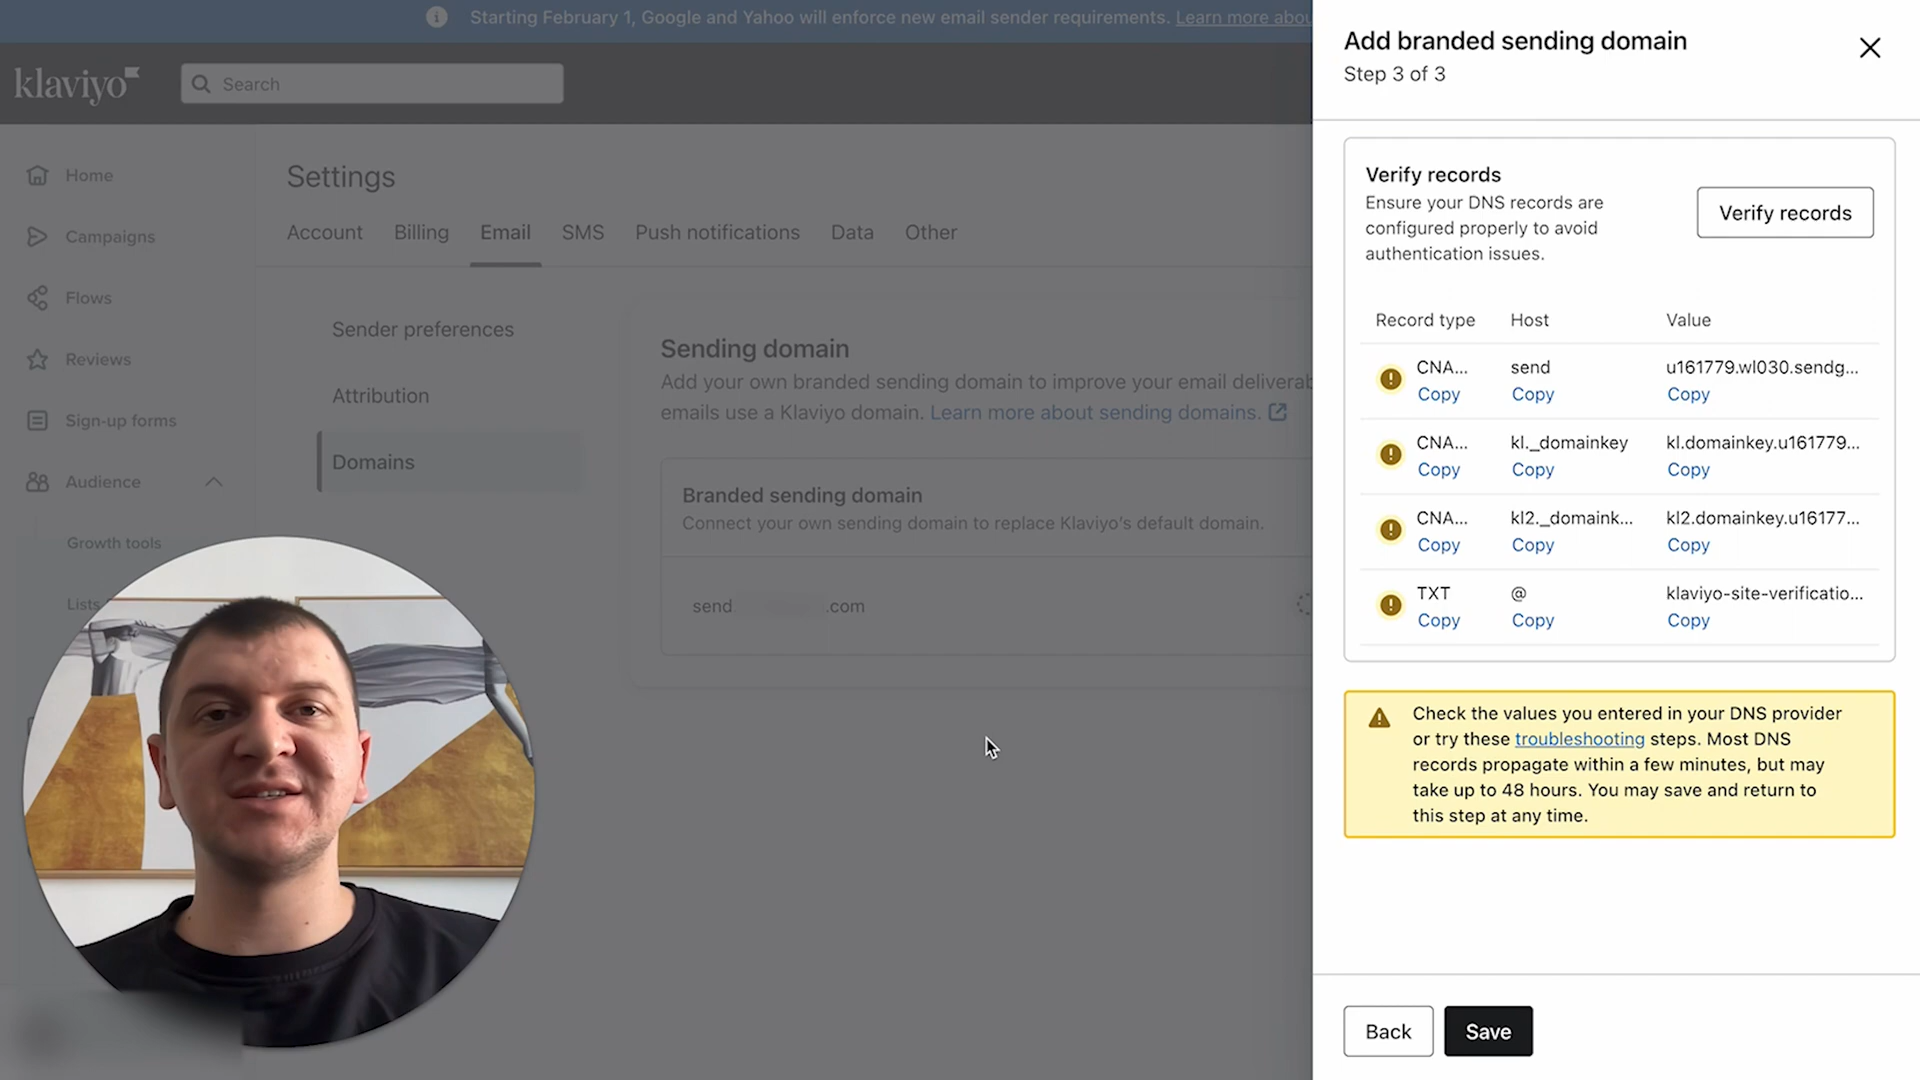 Starting February 1, Google and Yahoo will enforce new email sender requirements. Learn more abou
klaviyo
Search
Home
Campaigns
Flows
Reviews
Sign-up forms
Audience
Growth tools
Lists
Settings
Account Billing Email SMS Push notifications Data Other
Sender preferences
Attribution
Domains
Sending domain
Add your own branded sending domain to improve your email deliverab
emails use a Klaviyo domain. Learn more about sending domains.
Branded sending domain
Connect your own sending domain to replace Klaviyo's default domain.
send .com
Add branded sending domain
Step 3 of 3
Verify records
Ensure your DNS records are
configured properly to avoid
authentication issues.
Verify records
Record type Host Value
CNA... send u161779.wl030.sendg...
Copy Copy Copy
CNA... kl._domainkey kl.domainkey.u161779...
Copy Copy Copy
CNA... kl2._domaink... kl2.domainkey.u16177...
Copy Copy Copy
TXT @ klaviyo-site-verificatio...
Copy Copy Copy
Check the values you entered in your DNS provider
or try these troubleshooting steps. Most DNS
records propagate within a few minutes, but may
take up to 48 hours. You may save and return to
this step at any time.
Back Save